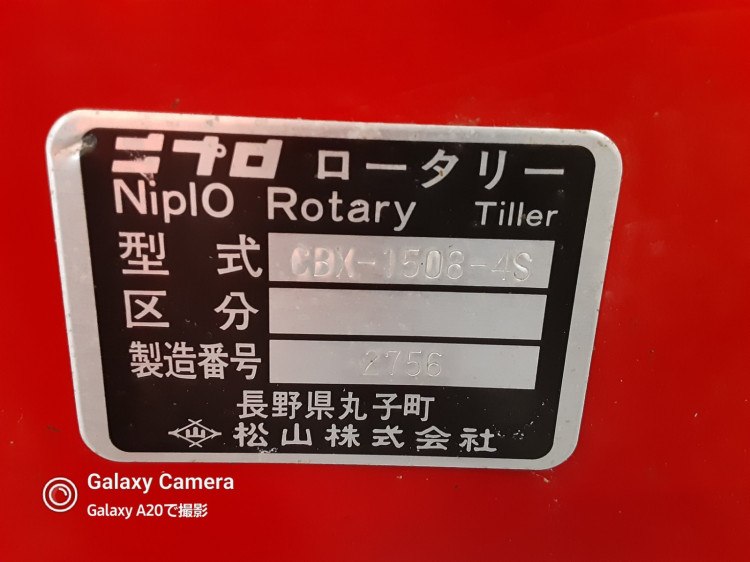 ニプロ ロータリー
NiplO Rotary Tiller
型式 CBX-1508-4S
区分
製造番号 2756
長野県丸子町
山 松山株式会社
Galaxy Camera
Galaxy A20で撮影